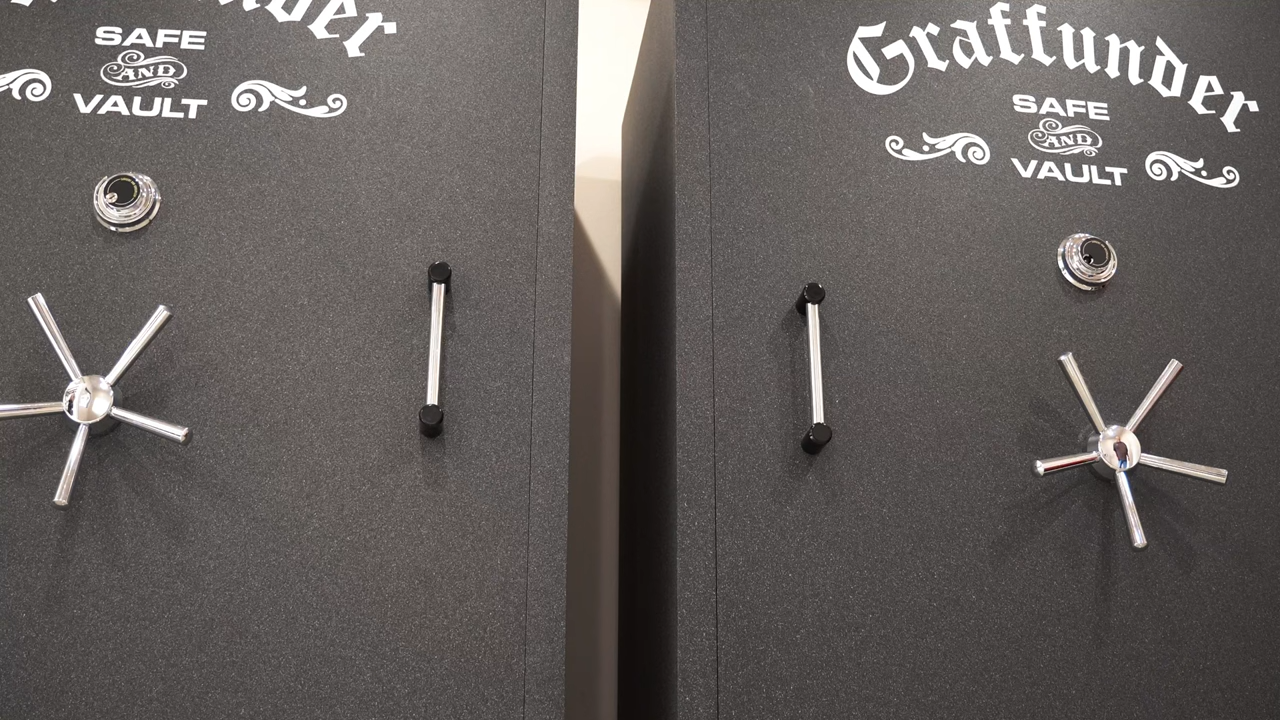 SAFE
AND
VAULT
Graffunder
SAFE
AND
VAULT